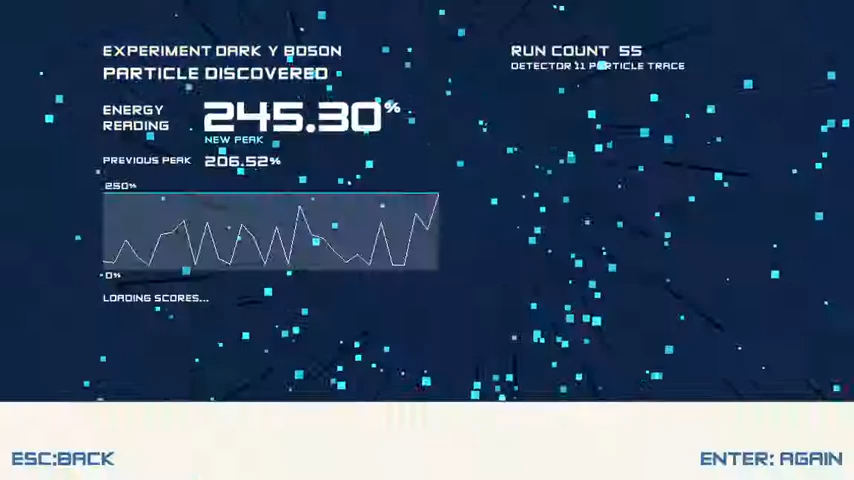 EXPERIMENT DARK Y BOSON
PARTICLE DISCOVERED
ENERGY READING
245.30%
NEW PEAK
PREVIOUS PEAK 206.52%
250%
0%
LOADING SCORES...
RUN COUNT 55
DETECTOR 11 PARTICLE TRACE
ESC:BACK
ENTER: AGAIN